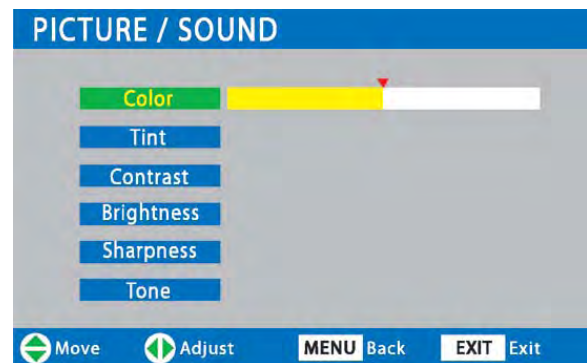 PICTURE / SOUND
Color
Tint
Contrast
Brightness
Sharpness
Tone
Move Adjust MENU Back EXIT Exit